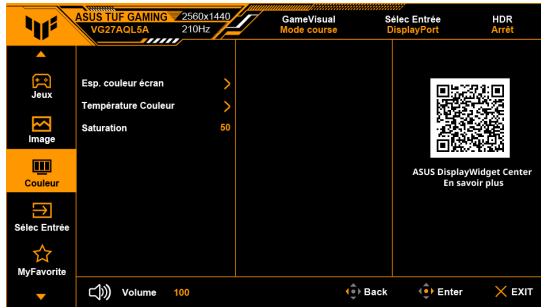 ASUS TUF GAMING 2560x1440
VG27AQL5A 210Hz
GameVisual
Mode course
Sélec Entrée
DisplayPort
HDR
Arrêt
Jeux
Image
Couleur
Sélec Entrée
MyFavorite
Esp. couleur écran
Température Couleur
Saturation 50
ASUS DisplayWidget Center
En savoir plus
Volume 100
Back
Enter
EXIT